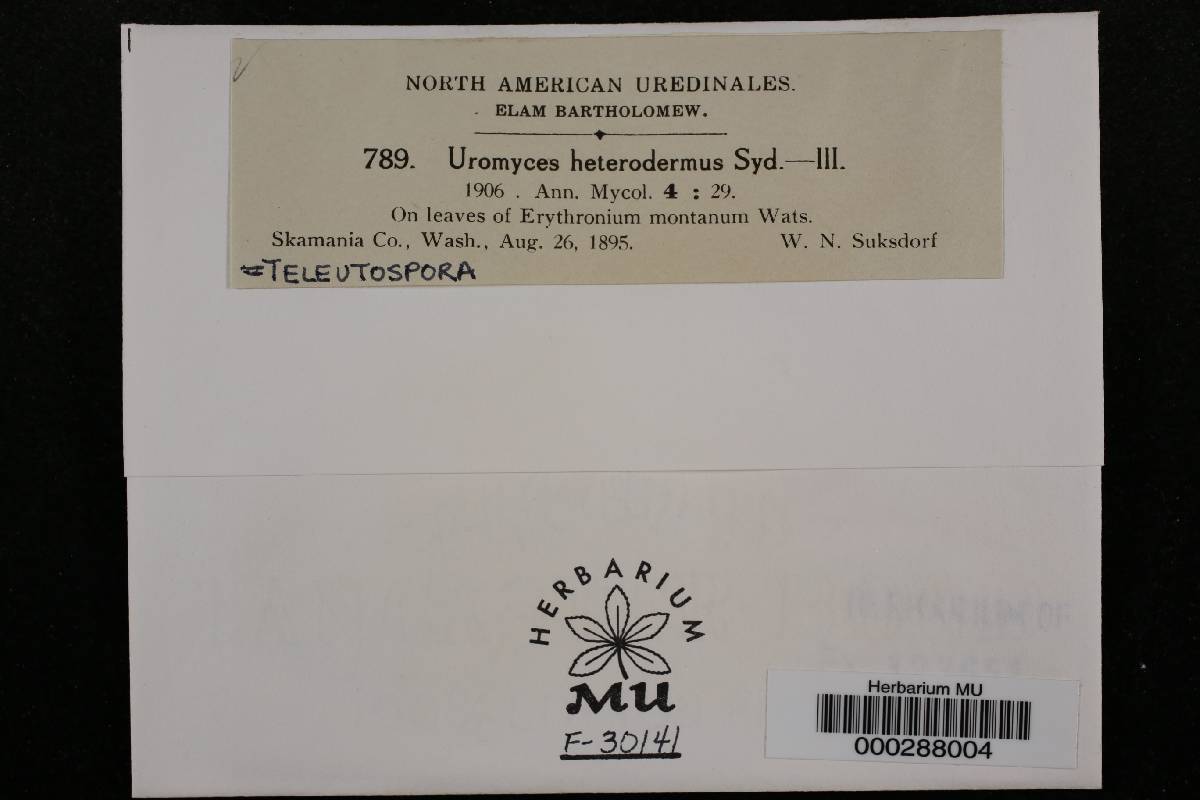 NORTH AMERICAN UREDINALES.
ELAM BARTHOLOMEW.
789. Uromyces heterodermus Syd.—III.
1906 . Ann. Mycol. 4 : 29.
On leaves of Erythronium montanum Wats.
Skamania Co., Wash., Aug. 26, 1895. W. N. Suksdorf
=TELEUTOSPORA
HERBARIUM
MU
F-30141
Herbarium MU
000288004